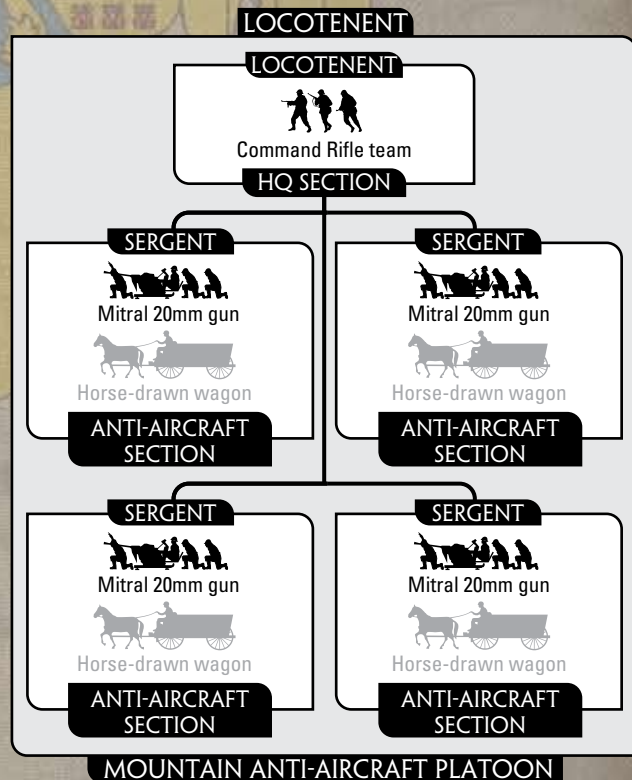 LOCOTENENT
LOCOTENENT
Command Rifle team
HQ SECTION
SERGENT
Mitral 20mm gun
Horse-drawn wagon
ANTI-AIRCRAFT
SECTION
SERGENT
Mitral 20mm gun
Horse-drawn wagon
ANTI-AIRCRAFT
SECTION
SERGENT
Mitral 20mm gun
Horse-drawn wagon
ANTI-AIRCRAFT
SECTION
SERGENT
Mitral 20mm gun
Horse-drawn wagon
ANTI-AIRCRAFT
SECTION
MOUNTAIN ANTI-AIRCRAFT PLATOON